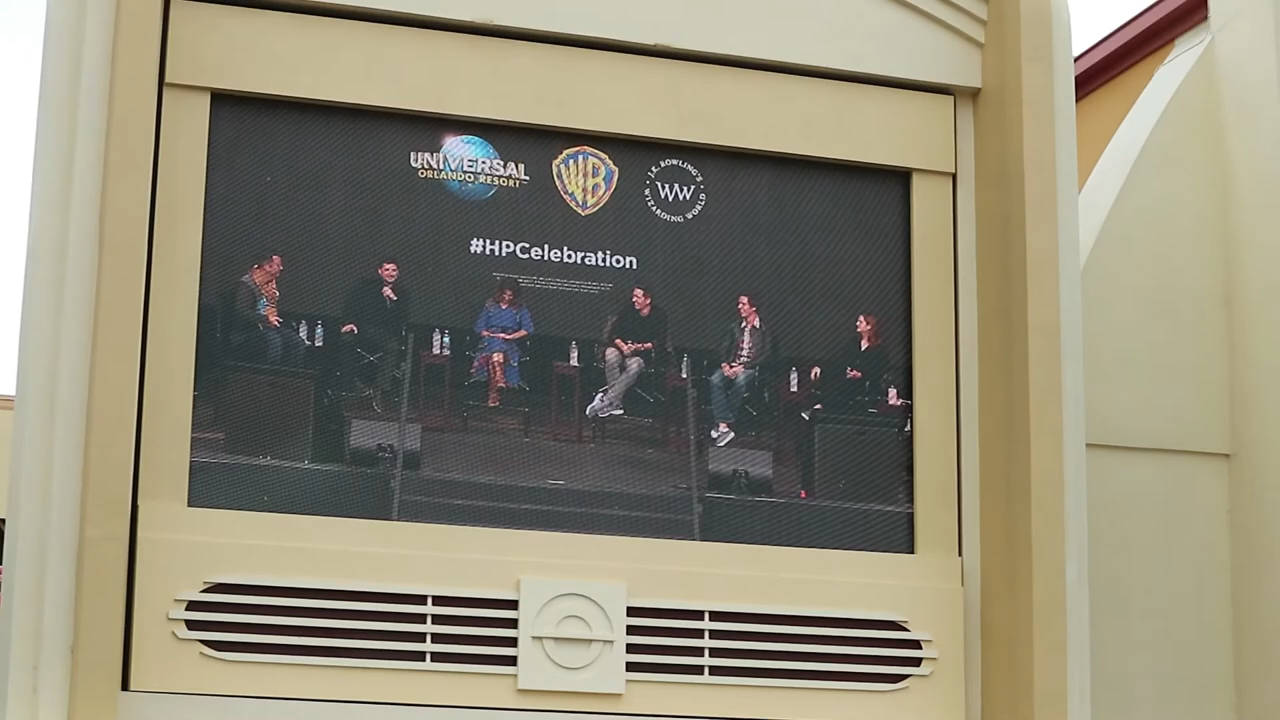 UNIVERSAL
ORLANDO RESORT
WB
J.K. ROWLING'S
WW
WIZARDING WORLD
#HPCelebration